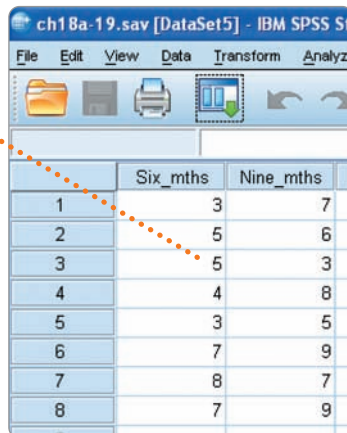 ch18a-19.sav [DataSet5] - IBM SPSS S
File Edit View Data Transform Analyz
Six_mths Nine_mths
1 3 7
2 5 6
3 5 3
4 4 8
5 3 5
6 7 9
7 8 7
8 7 9